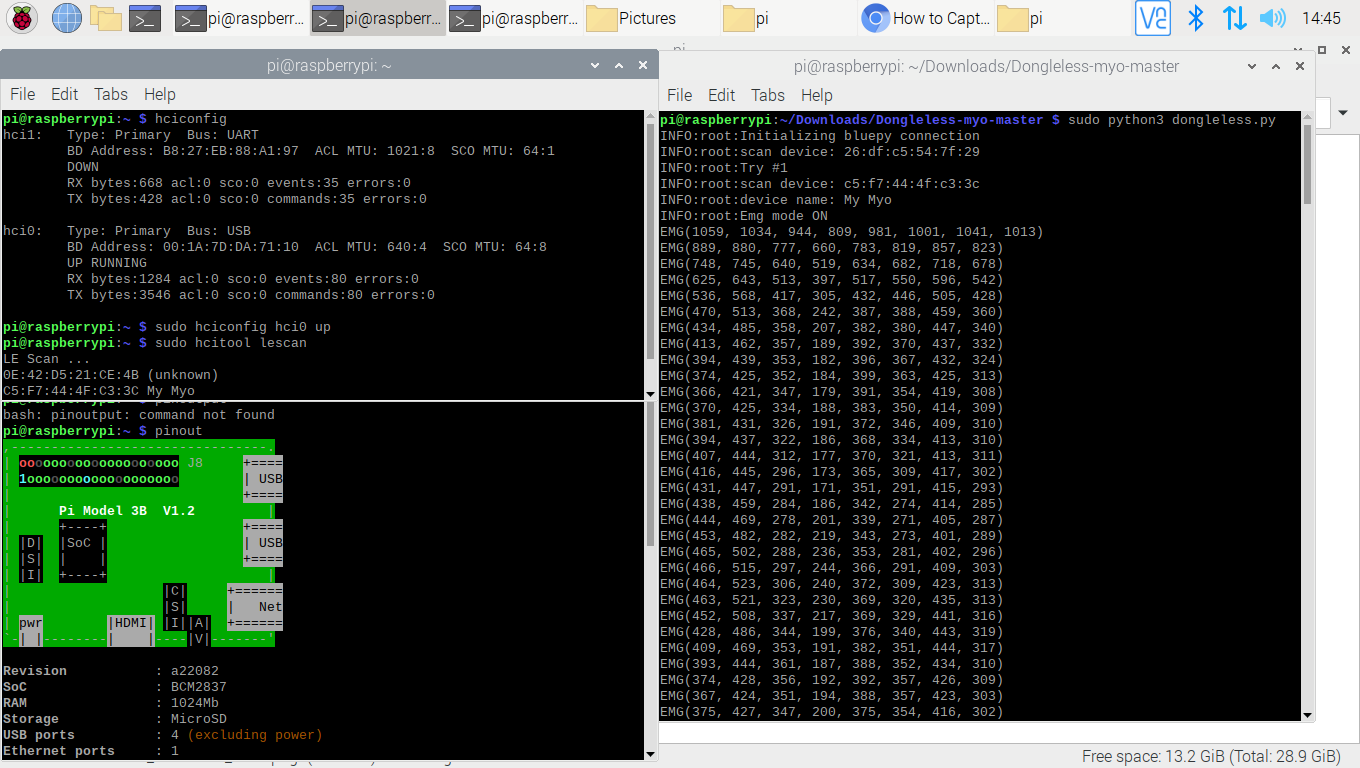 pi@raspberr...
pi@raspberr...
pi@raspberr...
Pictures
pi
How to Capt...
pi
14:45
pi
pi@raspberrypi: ~
File Edit Tabs Help
pi@raspberrypi:~ $ hciconfig
hci1: Type: Primary Bus: UART
BD Address: B8:27:EB:88:A1:97 ACL MTU: 1021:8 SCO MTU: 64:1
DOWN
RX bytes:668 acl:0 sco:0 events:35 errors:0
TX bytes:428 acl:0 sco:0 commands:35 errors:0
hci0: Type: Primary Bus: USB
BD Address: 00:1A:7D:DA:71:10 ACL MTU: 640:4 SCO MTU: 64:8
UP RUNNING
RX bytes:1284 acl:0 sco:0 events:80 errors:0
TX bytes:3546 acl:0 sco:0 commands:80 errors:0
pi@raspberrypi:~ $ sudo hciconfig hci0 up
pi@raspberrypi:~ $ sudo hcitool lescan
LE Scan ...
0E:42:D5:21:CE:4B (unknown)
C5:F7:44:4F:C3:3C My Myo
bash: pinoutput: command not found
pi@raspberrypi:~ $ pinout
,--------------------------------.
| oooooooooooooooooooo J8     +====
| 1ooooooooooooooooooo        | USB
|                             +====
|      Pi Model 3B  V1.2         |
|      +----+                 +====
| |D|  |SoC |                 | USB
| |S|  |    |                 +====
| |I|  +----+                    |
|                   |C|     +======
|                   |S|     |   Net
| pwr        |HDMI| |I||A|  +======
`-| |--------|    |----|V|-------'
Revision : a22082
SoC : BCM2837
RAM : 1024Mb
Storage : MicroSD
USB ports : 4 (excluding power)
Ethernet ports : 1
pi@raspberrypi: ~/Downloads/Dongleless-myo-master
File Edit Tabs Help
pi@raspberrypi:~/Downloads/Dongleless-myo-master $ sudo python3 dongleless.py
INFO:root:Initializing bluepy connection
INFO:root:scan device: 26:df:c5:54:7f:29
INFO:root:Try #1
INFO:root:scan device: c5:f7:44:4f:c3:3c
INFO:root:device name: My Myo
INFO:root:Emg mode ON
EMG(1059, 1034, 944, 809, 981, 1001, 1041, 1013)
EMG(889, 880, 777, 660, 783, 819, 857, 823)
EMG(748, 745, 640, 519, 634, 682, 718, 678)
EMG(625, 643, 513, 397, 517, 550, 596, 542)
EMG(536, 568, 417, 305, 432, 446, 505, 428)
EMG(470, 513, 368, 242, 387, 388, 459, 360)
EMG(434, 485, 358, 207, 382, 380, 447, 340)
EMG(413, 462, 357, 189, 392, 370, 437, 332)
EMG(394, 439, 353, 182, 396, 367, 432, 324)
EMG(374, 425, 352, 184, 399, 363, 425, 313)
EMG(366, 421, 347, 179, 391, 354, 419, 308)
EMG(370, 425, 334, 188, 383, 350, 414, 309)
EMG(381, 431, 326, 191, 372, 346, 409, 310)
EMG(394, 437, 322, 186, 368, 334, 413, 310)
EMG(407, 444, 312, 177, 370, 321, 413, 311)
EMG(416, 445, 296, 173, 365, 309, 417, 302)
EMG(431, 447, 291, 171, 351, 291, 415, 293)
EMG(438, 459, 284, 186, 342, 274, 414, 285)
EMG(444, 469, 278, 201, 339, 271, 405, 287)
EMG(453, 482, 282, 219, 343, 273, 401, 289)
EMG(465, 502, 288, 236, 353, 281, 402, 296)
EMG(466, 515, 297, 244, 366, 291, 409, 303)
EMG(464, 523, 306, 240, 372, 309, 423, 313)
EMG(463, 521, 323, 230, 369, 320, 435, 313)
EMG(452, 508, 337, 217, 369, 329, 441, 316)
EMG(428, 486, 344, 199, 376, 340, 443, 319)
EMG(409, 469, 353, 191, 382, 351, 444, 317)
EMG(393, 444, 361, 187, 388, 352, 434, 310)
EMG(374, 428, 356, 192, 392, 357, 426, 309)
EMG(367, 424, 351, 194, 388, 357, 423, 303)
EMG(375, 427, 347, 200, 375, 354, 416, 302)
Free space: 13.2 GiB (Total: 28.9 GiB)